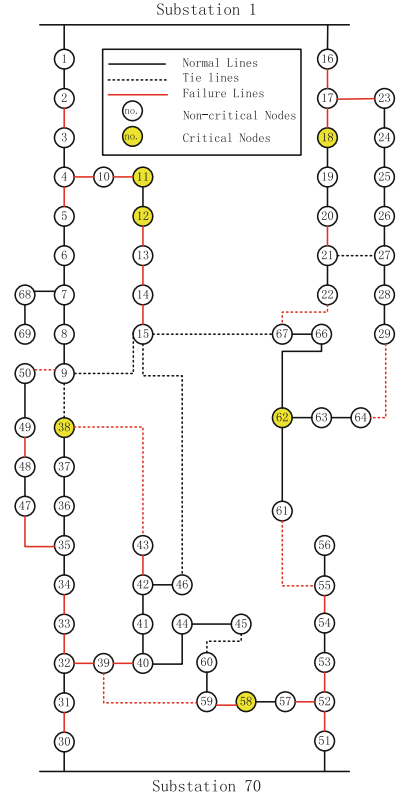 Substation 1
1 16
Normal Lines
Tie lines
Failure Lines
no. Non-critical Nodes
no. Critical Nodes
2 17 23
3 18 24
4 10 11 19 25
5 12 20 26
6 13 21 27
68 7 14 22 28
69 8 15 67 66 29
50 9
49 38 62 63 64
48 37
47 36 61
35 43 56
34 42 46 55
33 41 44 45 54
32 39 40 60 53
31 59 58 57 52
30 51
Substation 70